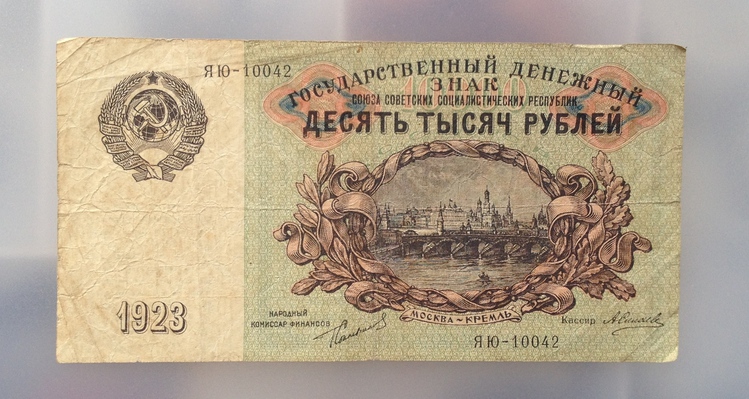 ЯЮ-10042
ГОСУДАРСТВЕННЫЙ ДЕНЕЖНЫЙ
ЗНАК
СОЮЗА СОВЕТСКИХ СОЦИАЛИСТИЧЕСКИХ РЕСПУБЛИК
ДЕСЯТЬ ТЫСЯЧ РУБЛЕЙ
1923
НАРОДНЫЙ
КОМИССАР ФИНАНСОВ
МОСКВА~КРЕМЛЬ
Кассир
ЯЮ-10042